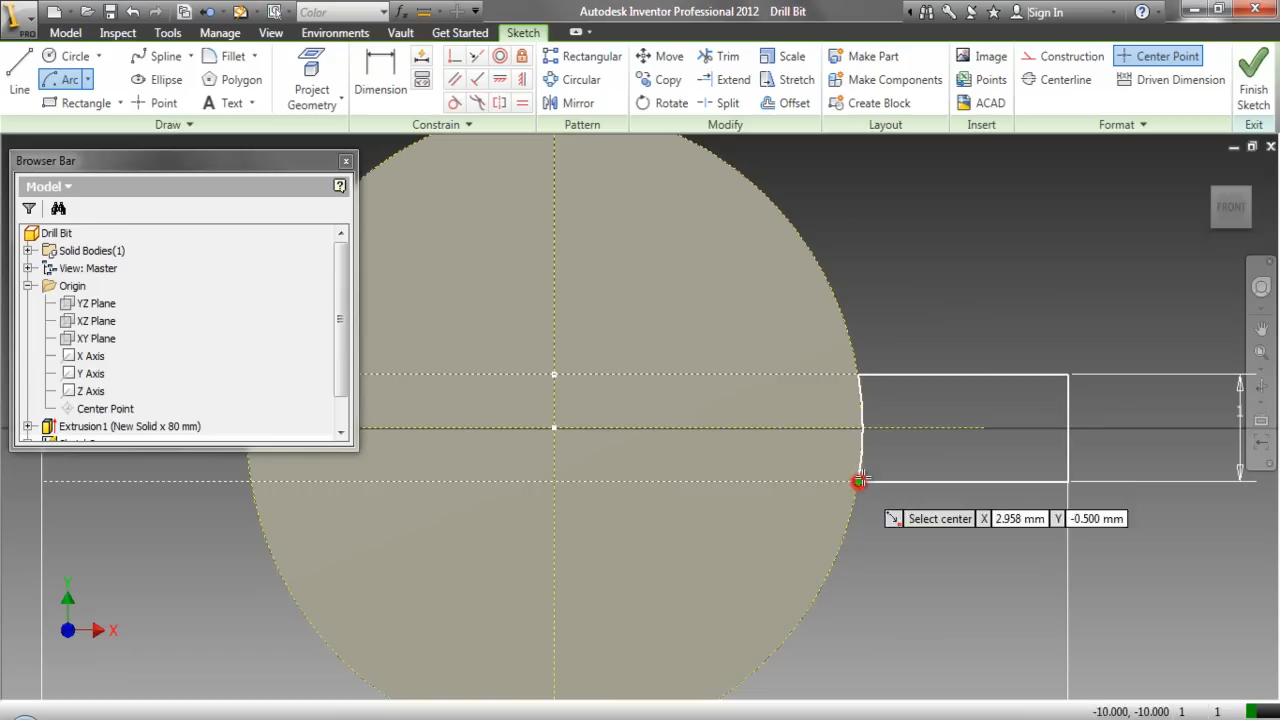 Color
Autodesk Inventor Professional 2012 Drill Bit
Sign In
PRO
Model Inspect Tools Manage View Environments Vault Get Started Sketch
Line
Circle
Arc
Rectangle
Spline
Ellipse
Point
Fillet
Polygon
Text
Project
Geometry
Dimension
Rectangular
Circular
Mirror
Move
Copy
Rotate
Trim
Extend
Split
Scale
Stretch
Offset
Make Part
Make Components
Create Block
Image
Points
ACAD
Construction
Centerline
Center Point
Driven Dimension
Finish
Sketch
Draw Constrain Pattern Modify Layout Insert Format Exit
Browser Bar
Model
Drill Bit
Solid Bodies(1)
View: Master
Origin
YZ Plane
XZ Plane
XY Plane
X Axis
Y Axis
Z Axis
Center Point
Extrusion1 (New Solid x 80 mm)
FRONT
1
Select center X 2.958 mm Y -0.500 mm
Y
X
-10.000, -10.000 1 1